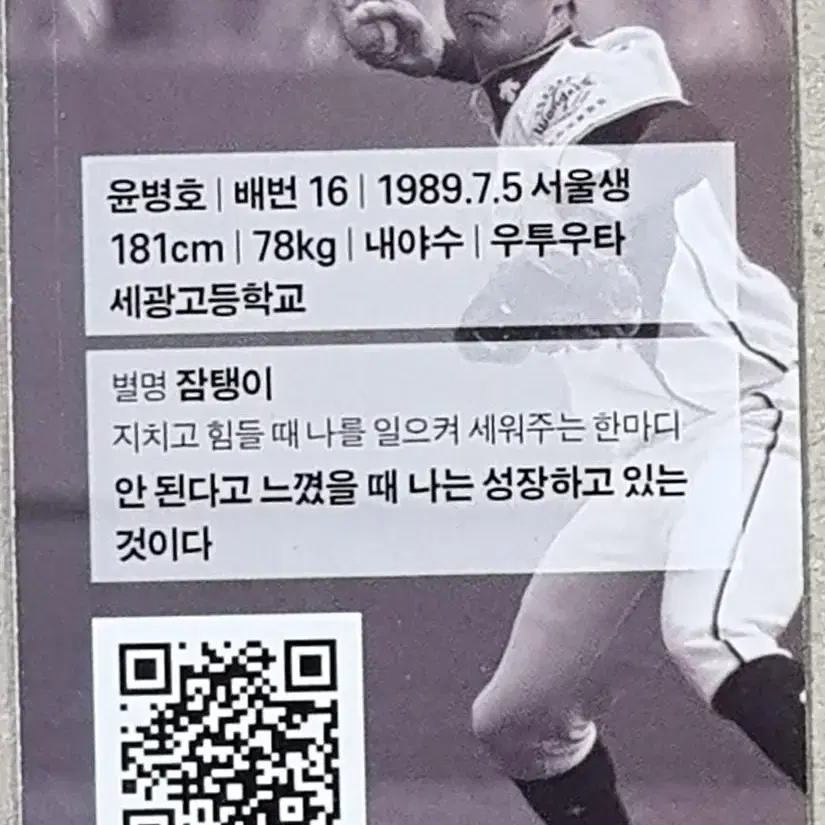 윤병호 | 배번 16 | 1989.7.5 서울생
181cm | 78kg | 내야수 | 우투우타
세광고등학교
별명 잠탱이
지치고 힘들 때 나를 일으켜 세워주는 한마디
안 된다고 느꼈을 때 나는 성장하고 있는
것이다